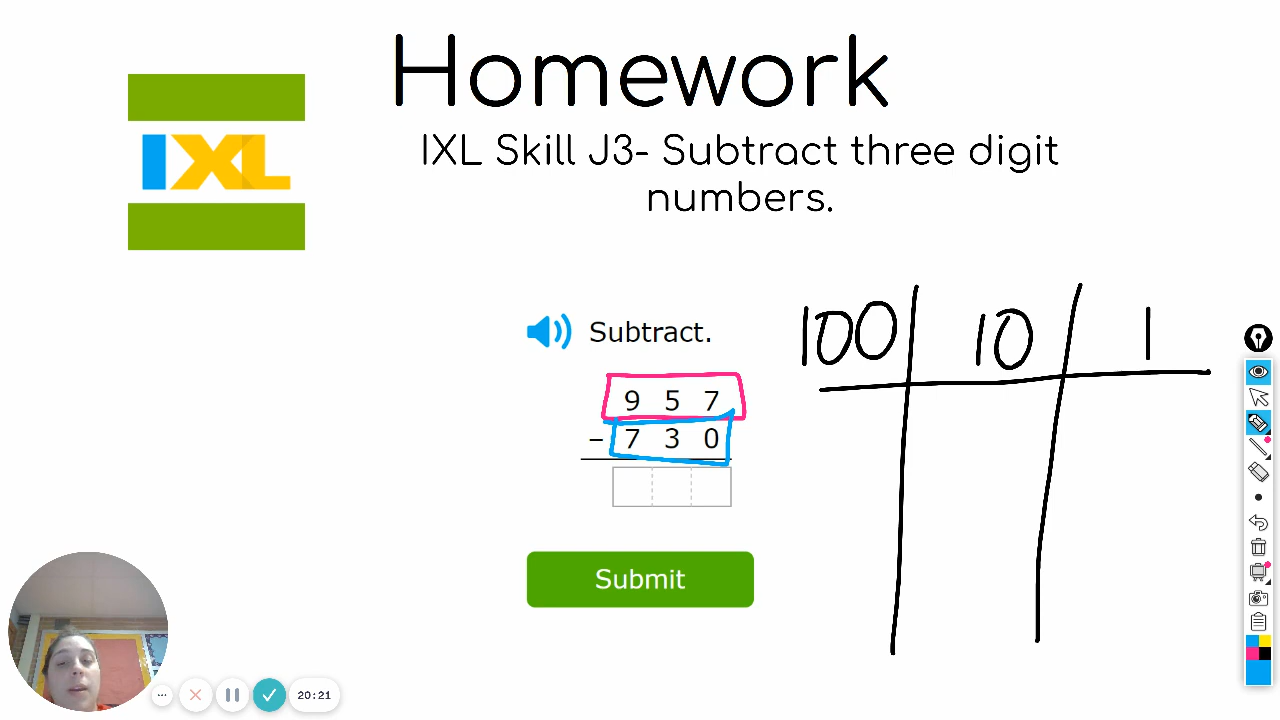 Homework
IXL Skill J3- Subtract three digit
numbers.
IXL
Subtract.
9 5 7
- 7 3 0
Submit
100 10 1
20:21